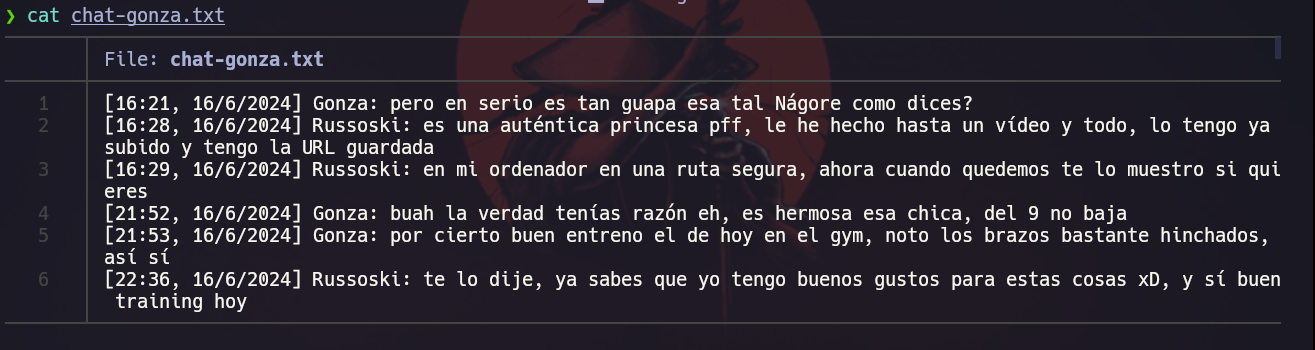 ❯ cat chat-gonza.txt
File: chat-gonza.txt
1 [16:21, 16/6/2024] Gonza: pero en serio es tan guapa esa tal Nágore como dices?
2 [16:28, 16/6/2024] Russoski: es una auténtica princesa pff, le he hecho hasta un vídeo y todo, lo tengo ya
subido y tengo la URL guardada
3 [16:29, 16/6/2024] Russoski: en mi ordenador en una ruta segura, ahora cuando quedemos te lo muestro si qui
eres
4 [21:52, 16/6/2024] Gonza: buah la verdad tenías razón eh, es hermosa esa chica, del 9 no baja
5 [21:53, 16/6/2024] Gonza: por cierto buen entreno el de hoy en el gym, noto los brazos bastante hinchados,
así sí
6 [22:36, 16/6/2024] Russoski: te lo dije, ya sabes que yo tengo buenos gustos para estas cosas xD, y sí buen
training hoy